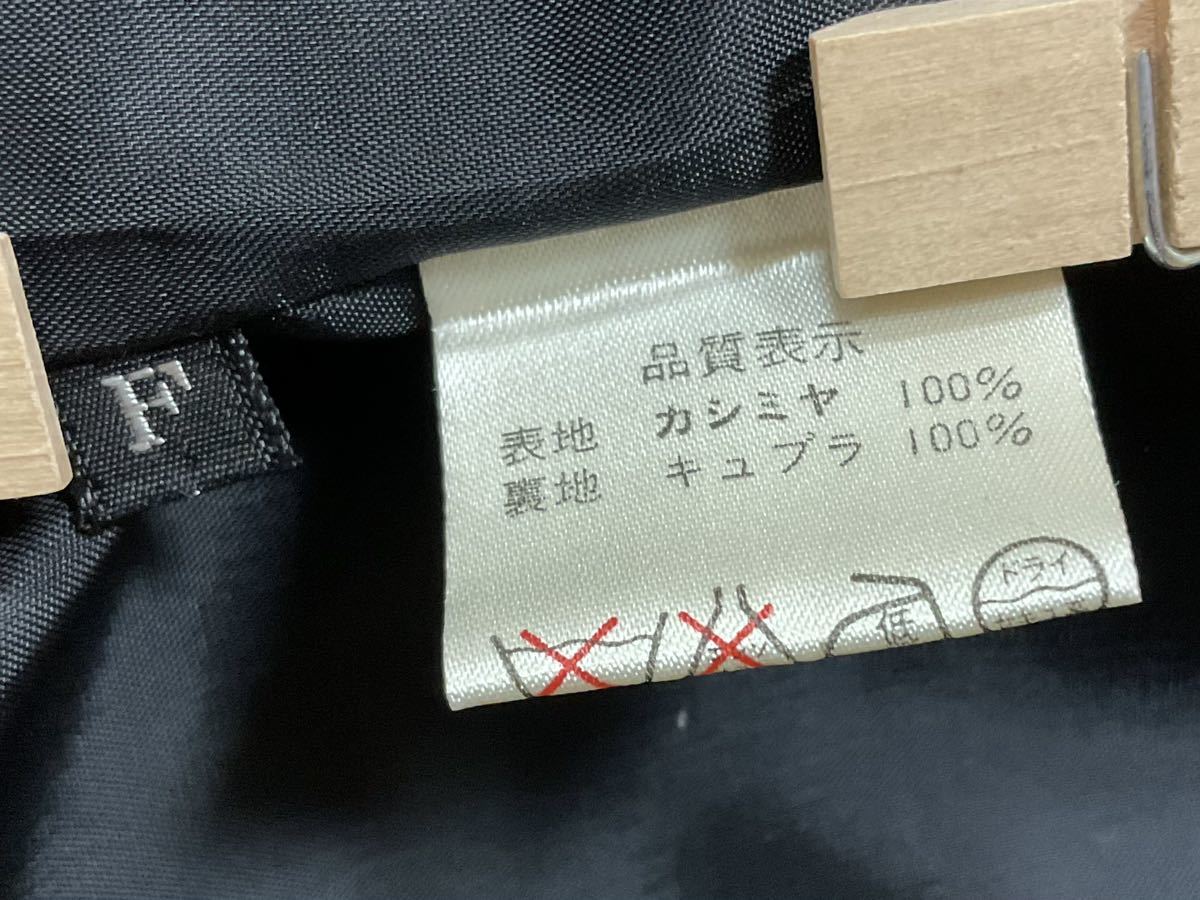 F
品質表示
表地 カシミヤ 100%
裏地 キュプラ 100%
低
ドライ